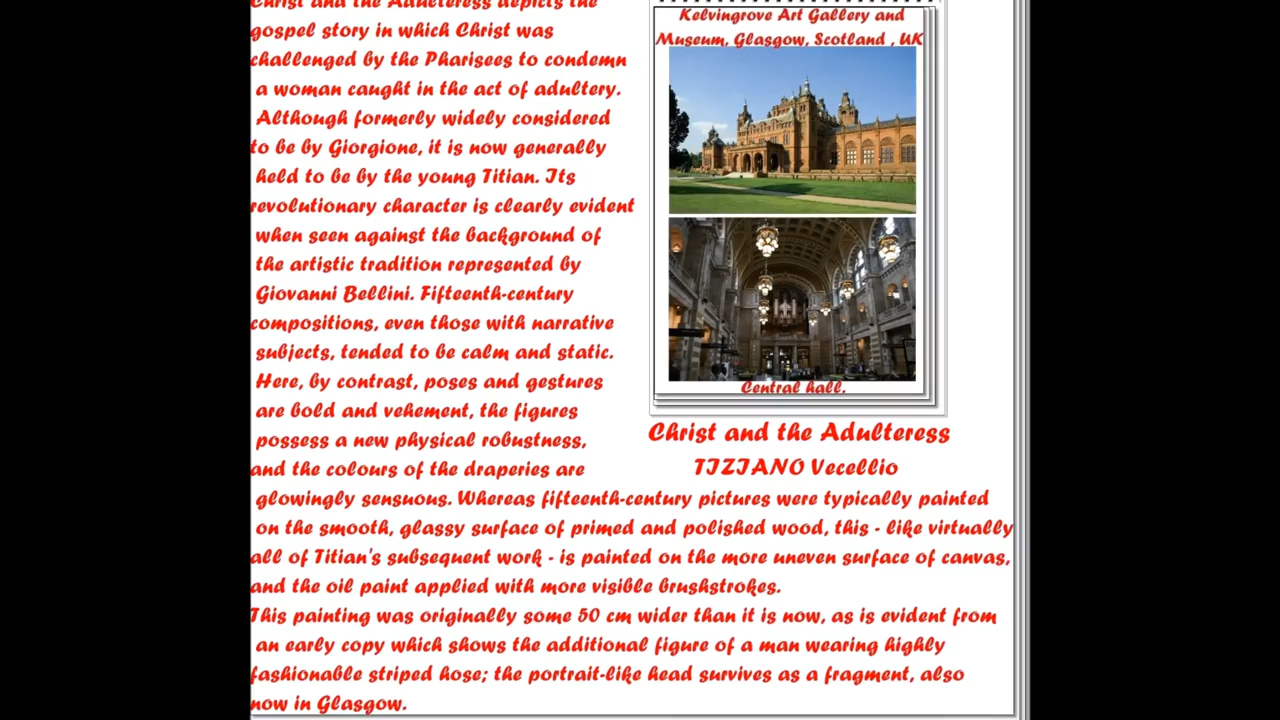 Christ and the Adulteress depicts the
gospel story in which Christ was
challenged by the Pharisees to condemn
a woman caught in the act of adultery.
Although formerly widely considered
to be by Giorgione, it is now generally
held to be by the young Titian. Its
revolutionary character is clearly evident
when seen against the background of
the artistic tradition represented by
Giovanni Bellini. Fifteenth-century
compositions, even those with narrative
subjects, tended to be calm and static.
Here, by contrast, poses and gestures
are bold and vehement, the figures
possess a new physical robustness,
and the colours of the draperies are
glowingly sensuous. Whereas fifteenth-century pictures were typically painted
on the smooth, glassy surface of primed and polished wood, this - like virtually
all of Titian's subsequent work - is painted on the more uneven surface of canvas,
and the oil paint applied with more visible brushstrokes.
This painting was originally some 50 cm wider than it is now, as is evident from
an early copy which shows the additional figure of a man wearing highly
fashionable striped hose; the portrait-like head survives as a fragment, also
now in Glasgow.
Kelvingrove Art Gallery and
Museum, Glasgow, Scotland , UK
Central hall.
Christ and the Adulteress
TIZIANO Vecellio